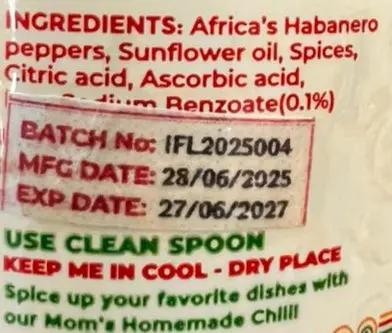 INGREDIENTS: Africa's Habanero
peppers, Sunflower oil, Spices,
Citric acid, Ascorbic acid,
Sodium Benzoate(0.1%)
BATCH No: IFL2025004
MFG DATE: 28/06/2025
EXP DATE: 27/06/2027
USE CLEAN SPOON
KEEP ME IN COOL - DRY PLACE
Spice up your favorite dishes with
our Mom's Homemade Chilli